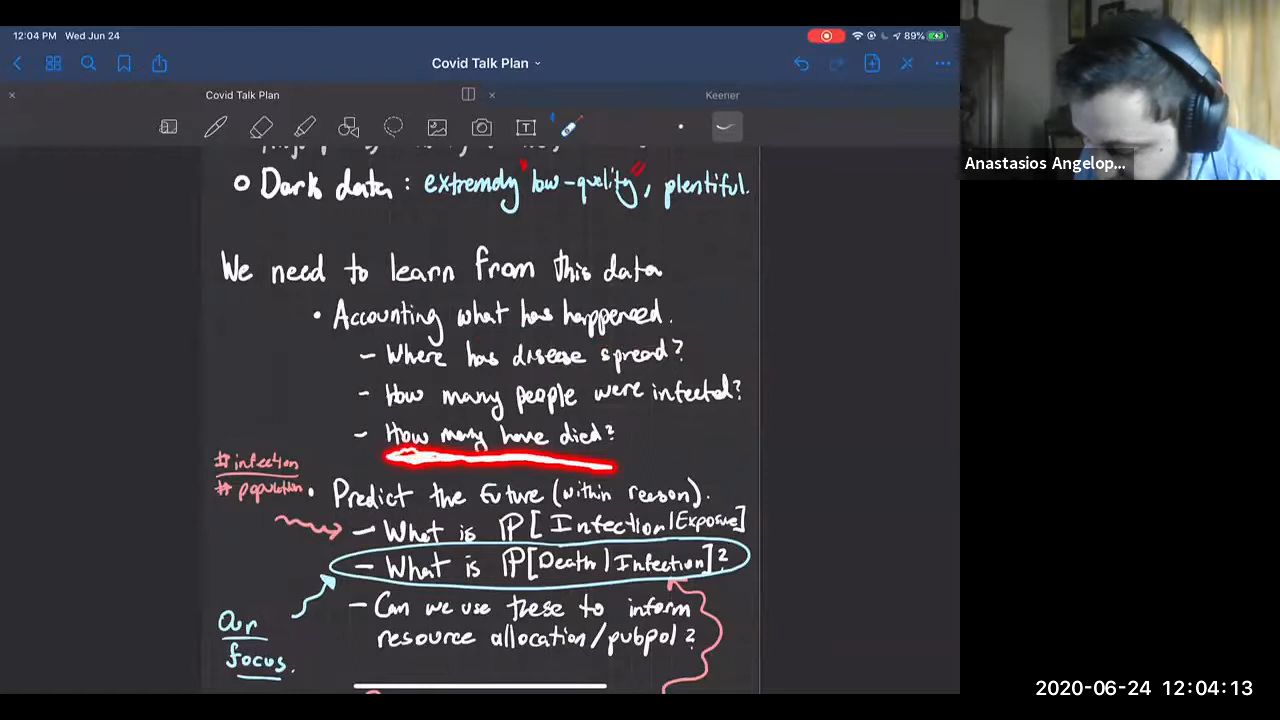 12:04 PM Wed Jun 24
89%
Covid Talk Plan
Covid Talk Plan
Keener
Anastasios Angelop...
Dark data : extremely low-quality, plentiful.
We need to learn from this data
• Accounting what has happened.
– Where has disease spread?
– How many people were infected?
– How many have died?
# infection
# population
• Predict the future (within reason).
– What is P[Infection|Exposure]
– What is P[Death|Infection]?
Our
focus.
– Can we use these to inform
resource allocation/pubpol?
2020-06-24 12:04:13